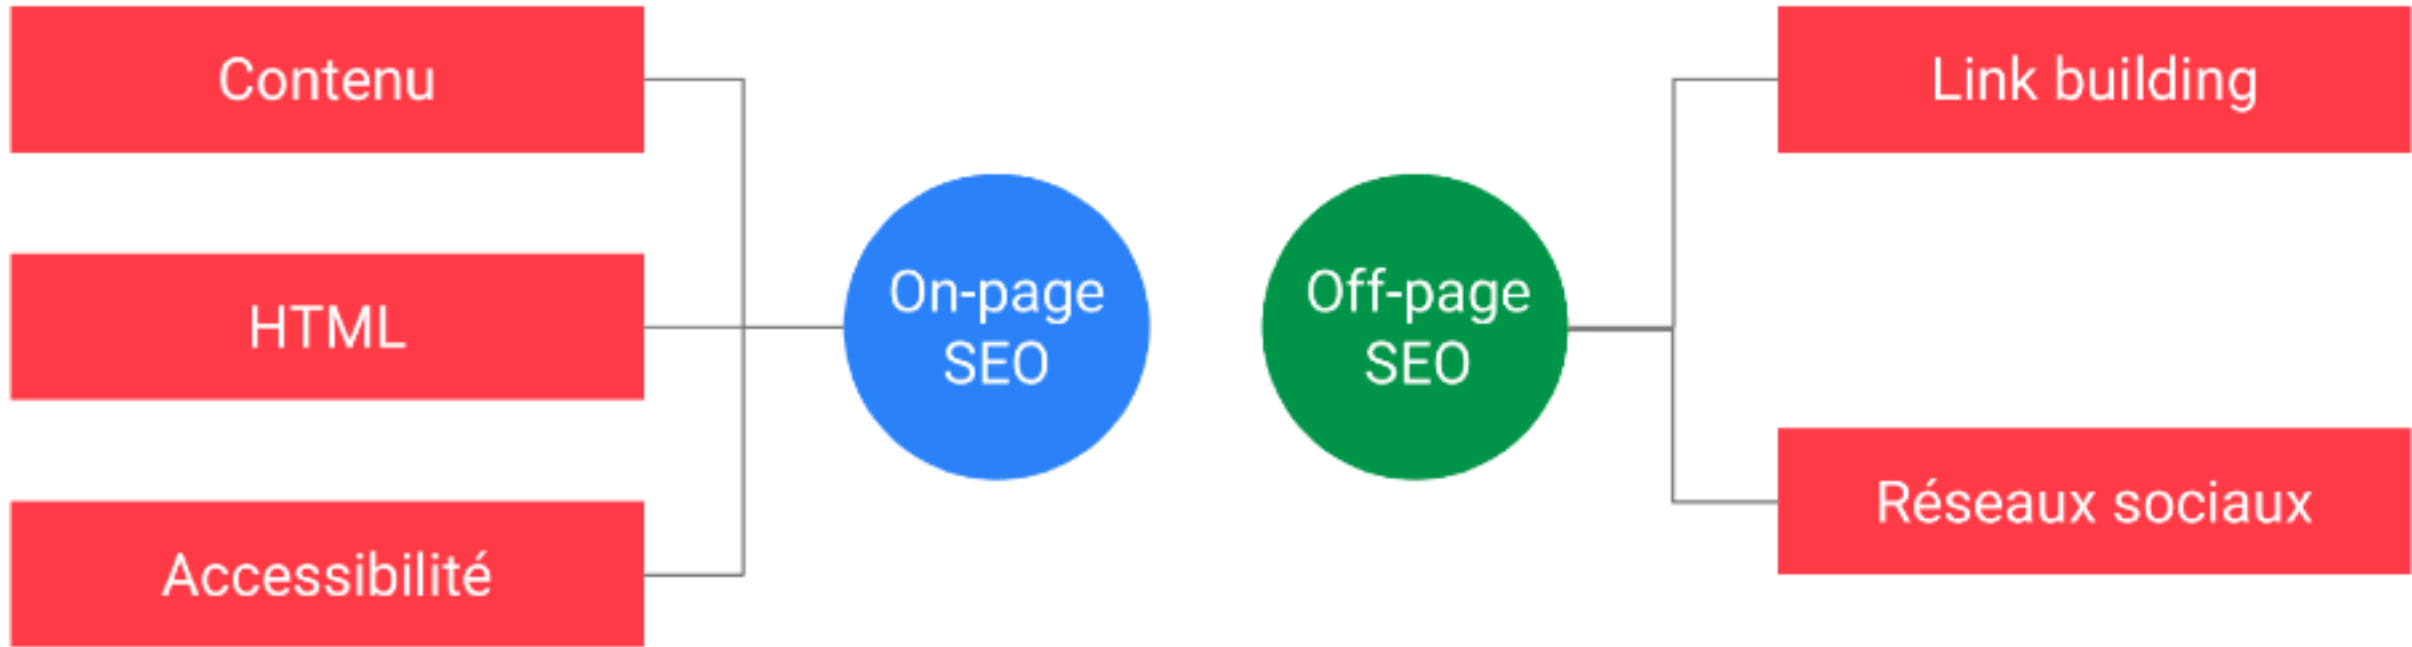 Contenu
HTML
Accessibilité
On-page
SEO
Off-page
SEO
Link building
Réseaux sociaux